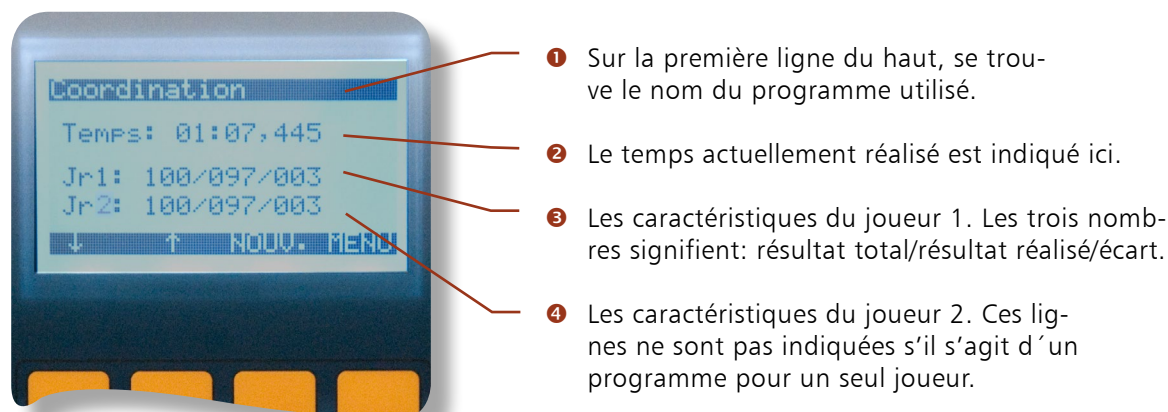 Coordination
Temps: 01:07,445
Jr1: 100/097/003
Jr2: 100/097/003
↓ ↑ NOUV. MENU
❶ Sur la première ligne du haut, se trou-
ve le nom du programme utilisé.
❷ Le temps actuellement réalisé est indiqué ici.
❸ Les caractéristiques du joueur 1. Les trois nomb-
res signifient: résultat total/résultat réalisé/écart.
❹ Les caractéristiques du joueur 2. Ces lig-
nes ne sont pas indiquées s’il s’agit d´un
programme pour un seul joueur.